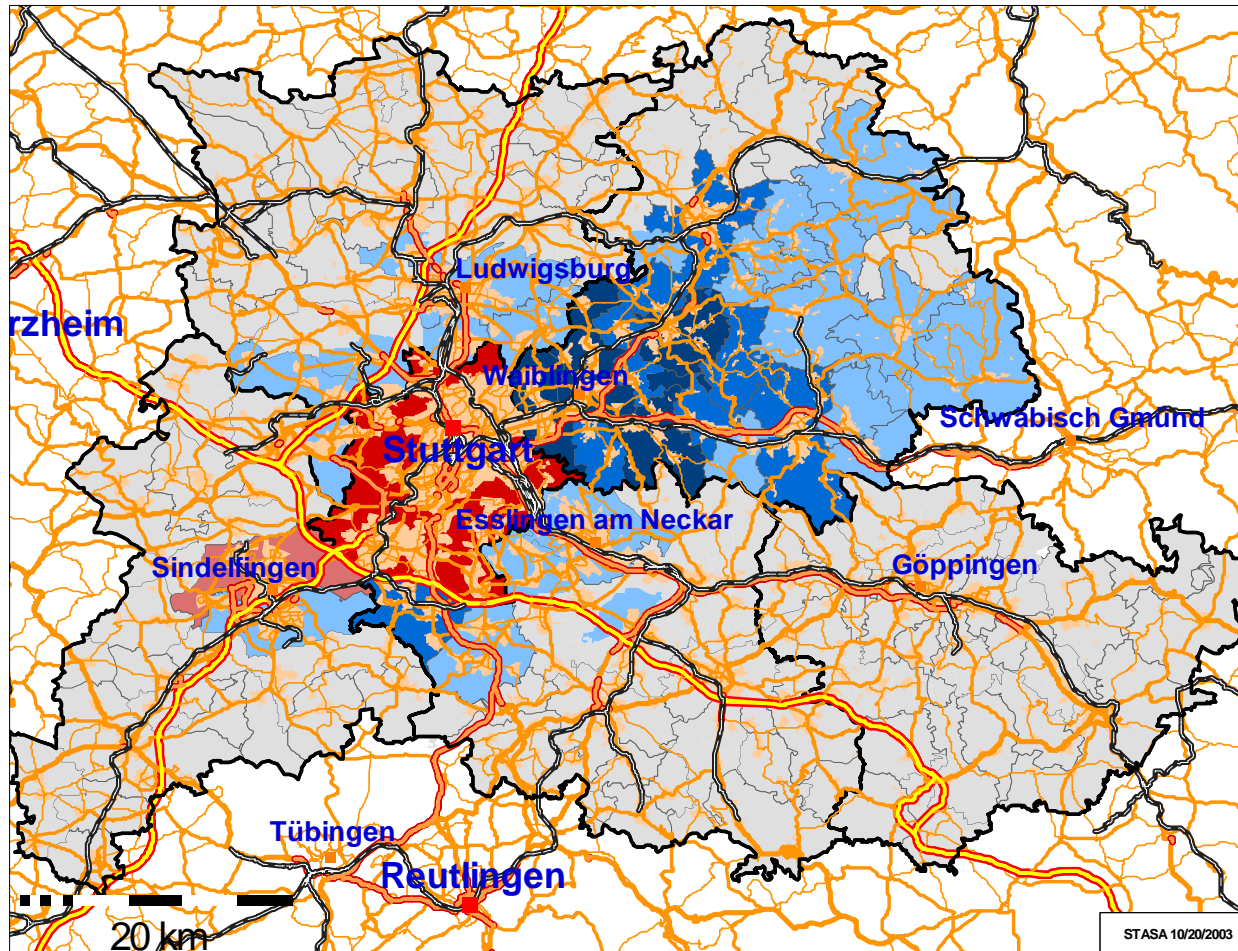 Ludwigsburg
rzheim
Waiblingen
Schwäbisch Gmünd
Stuttgart
Esslingen am Neckar
Sindelfingen
Göppingen
Tübingen
Reutlingen
20 km
STASA 10/20/2003